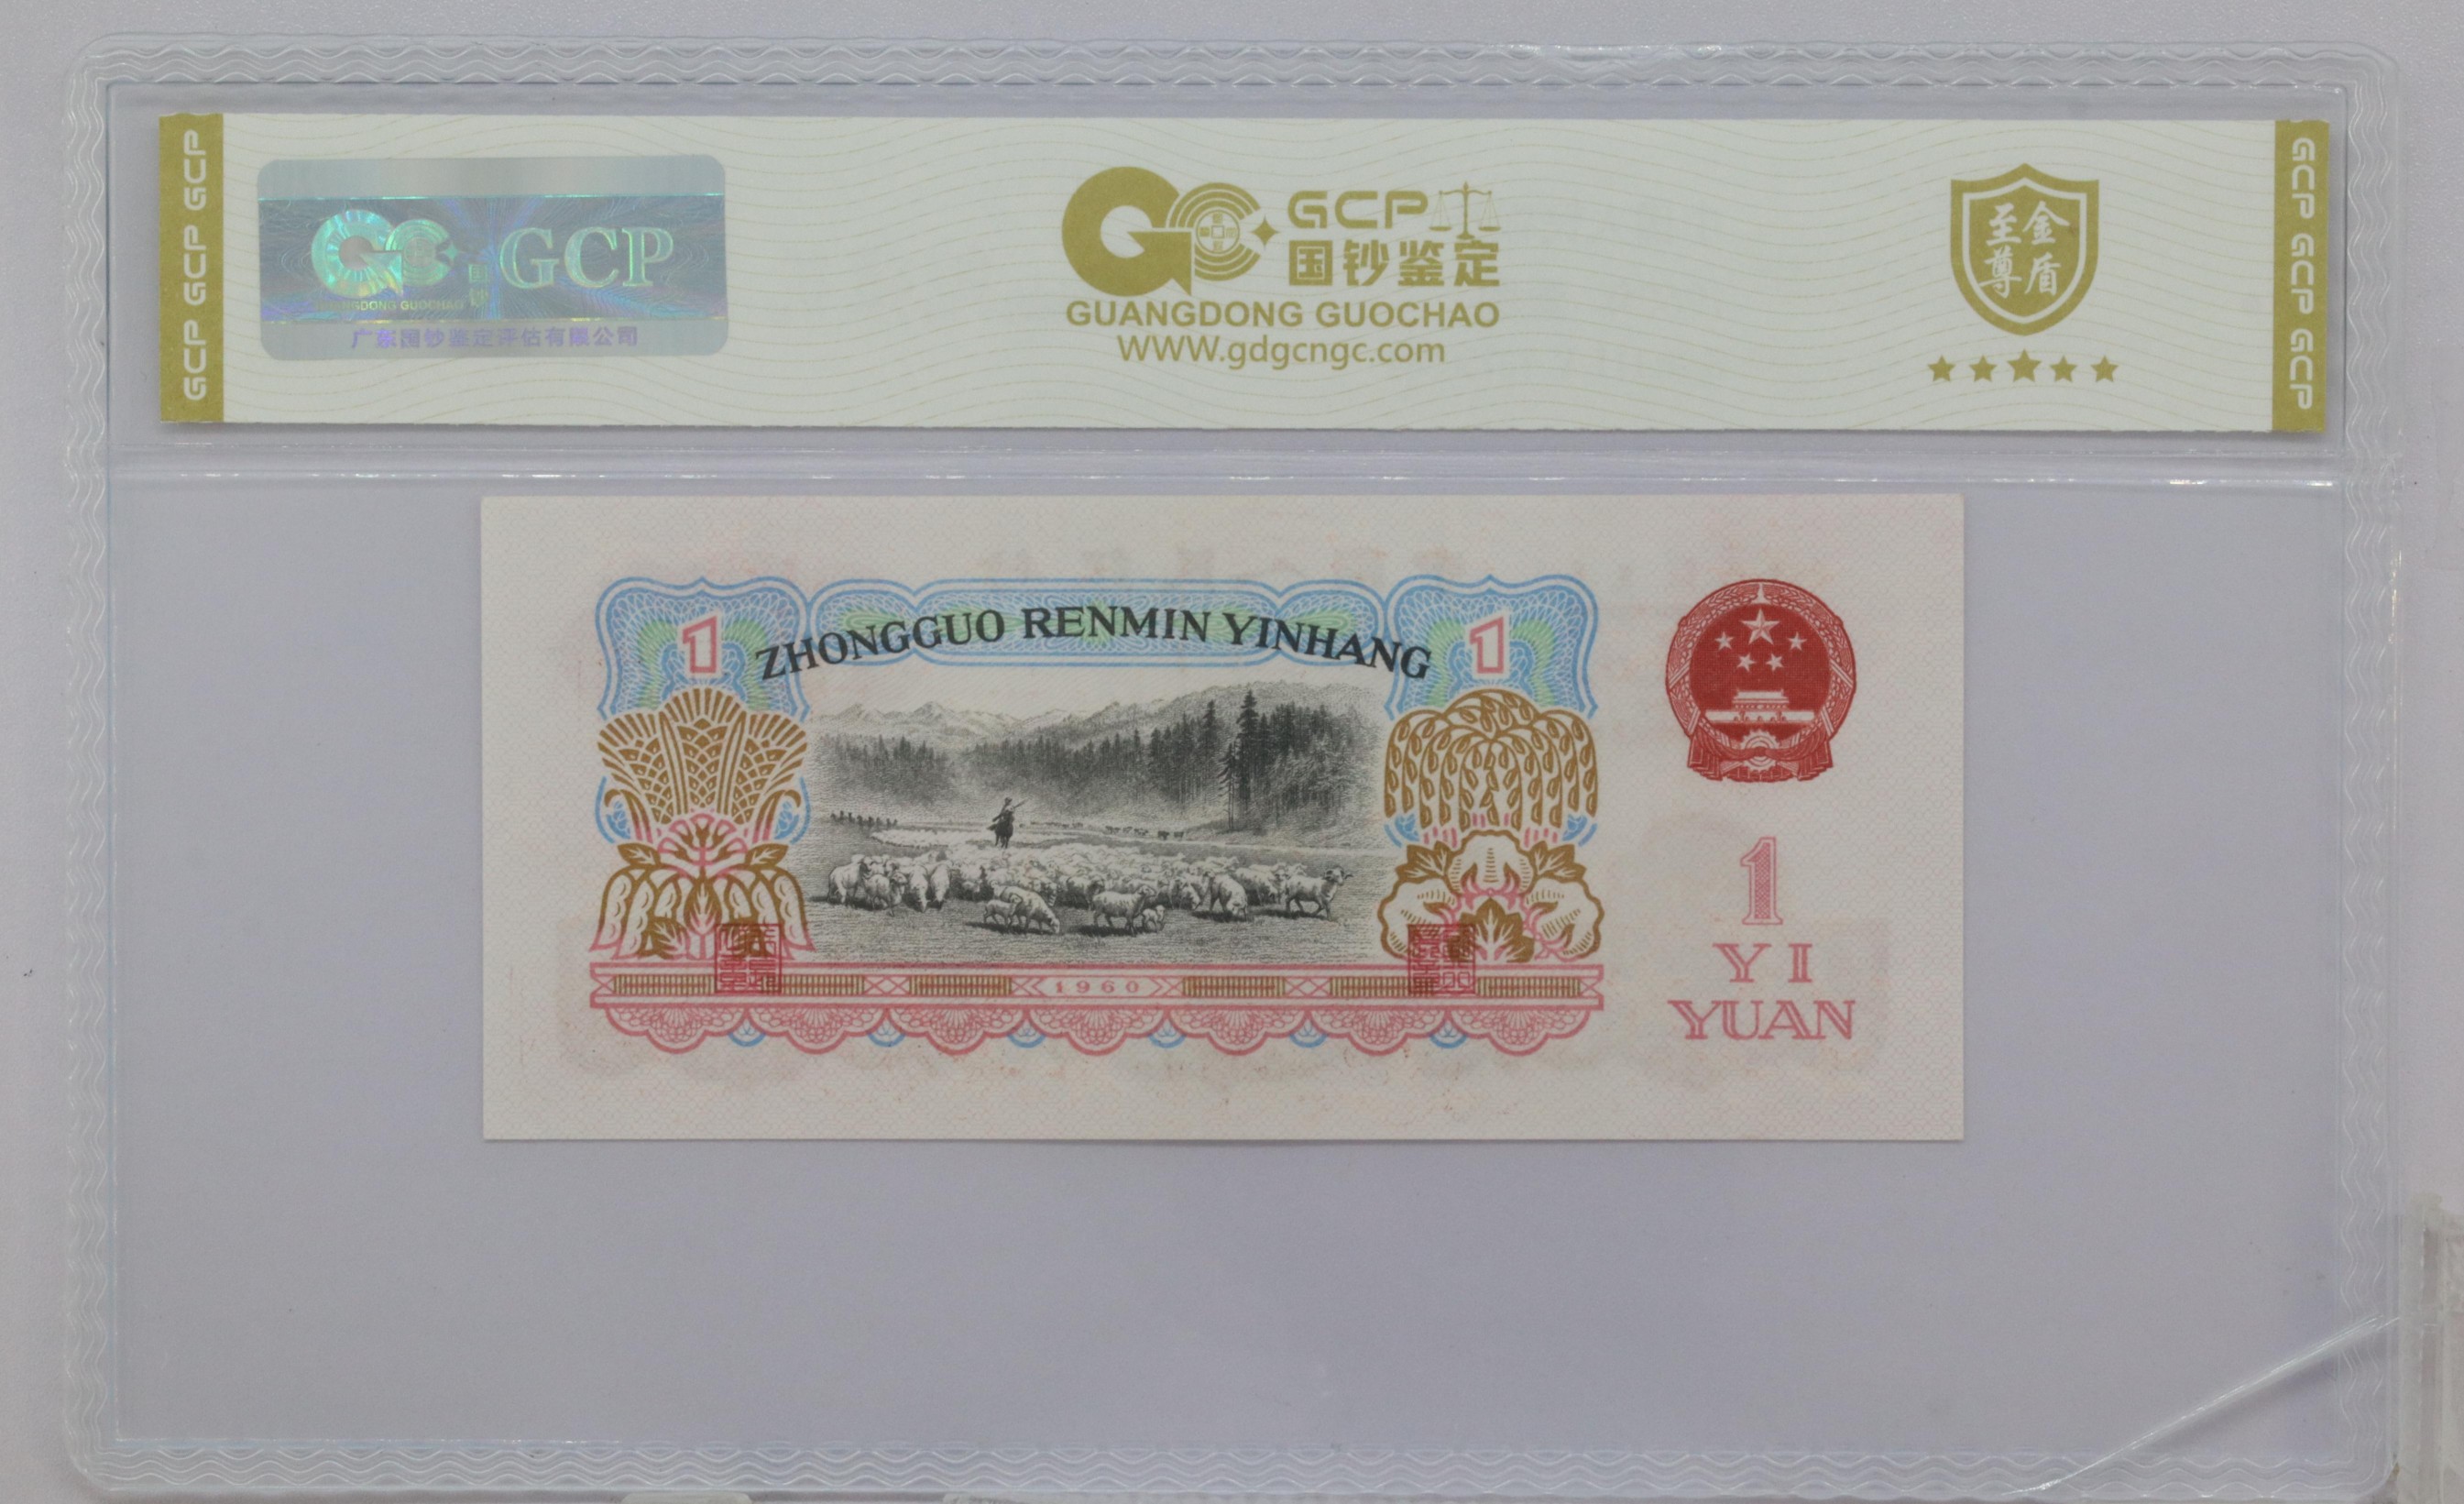 GCP GCP GCP
GCP
国钞
GUANGDONG GUOCHAO
广东国钞鉴定评估有限公司
GCP
国钞鉴定
GUANGDONG GUOCHAO
WWW.gdgcngc.com
至金
尊盾
GCP GCP GCP
1
ZHONGGUO RENMIN YINHANG
1
1960
1
YI
YUAN